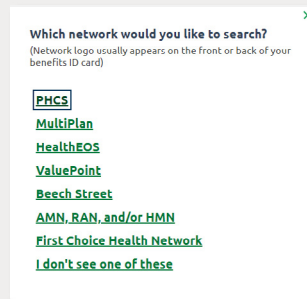 Which network would you like to search?
(Network logo usually appears on the front or back of your
benefits ID card)
PHCS
MultiPlan
HealthEOS
ValuePoint
Beech Street
AMN, RAN, and/or HMN
First Choice Health Network
I don't see one of these